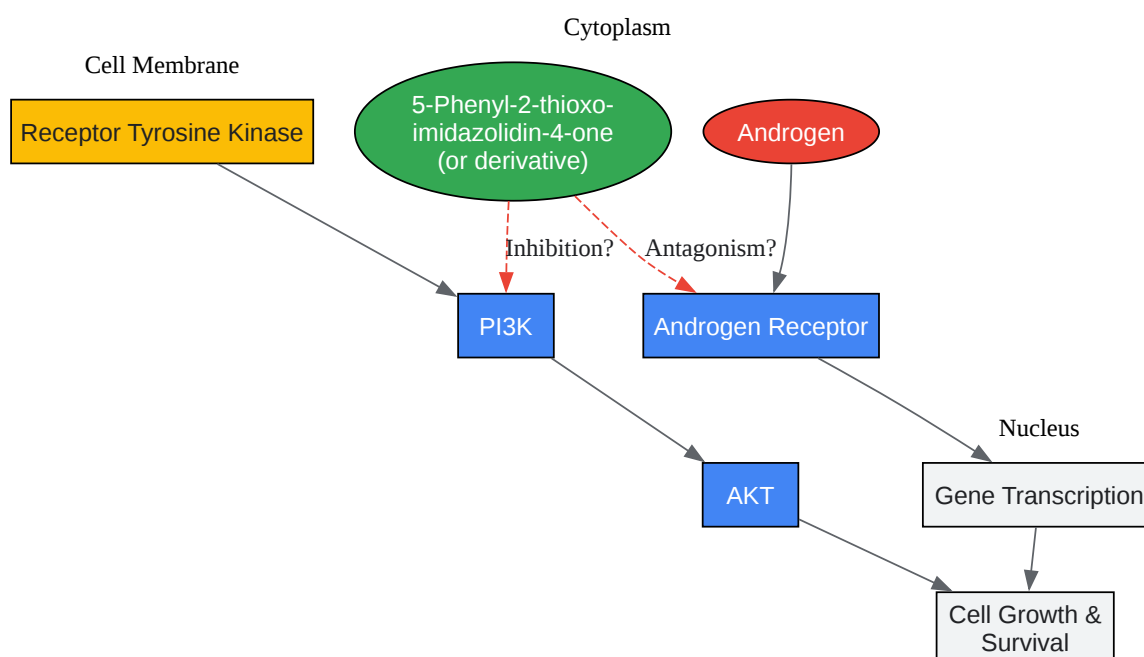 Cytoplasm
Cell Membrane
Receptor Tyrosine Kinase
5-Phenyl-2-thioxo-
imidazolidin-4-one
(or derivative)
Androgen
Inhibition?
Antagonism?
PI3K
Androgen Receptor
Nucleus
AKT
Gene Transcription
Cell Growth &
Survival